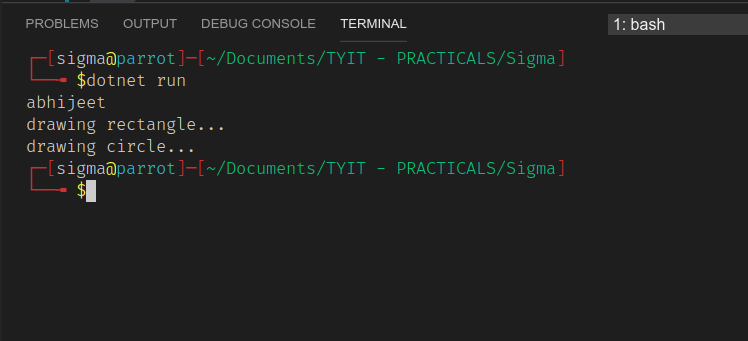 PROBLEMS OUTPUT DEBUG CONSOLE TERMINAL 1: bash
┌─[sigma@parrot]─[~/Documents/TYIT - PRACTICALS/Sigma]
└──╼ $dotnet run
abhijeet
drawing rectangle...
drawing circle...
┌─[sigma@parrot]─[~/Documents/TYIT - PRACTICALS/Sigma]
└──╼ $